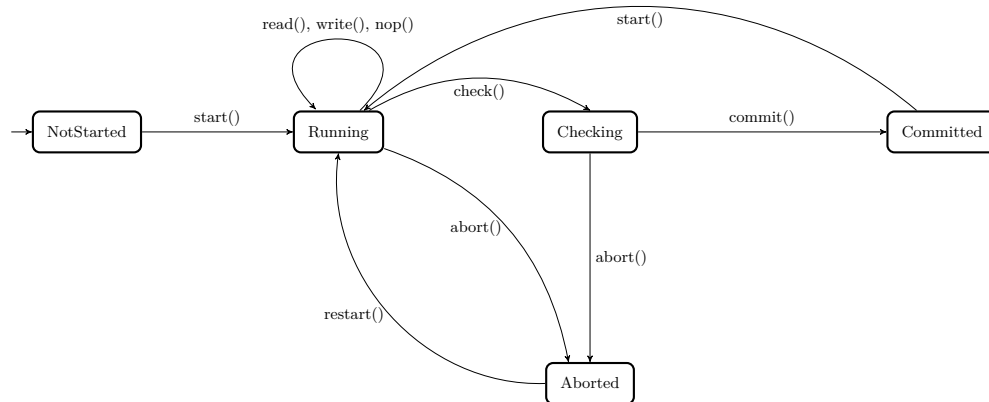 read(), write(), nop()
start()
check()
start()
commit()
NotStarted
Running
Checking
Committed
abort()
abort()
restart()
Aborted